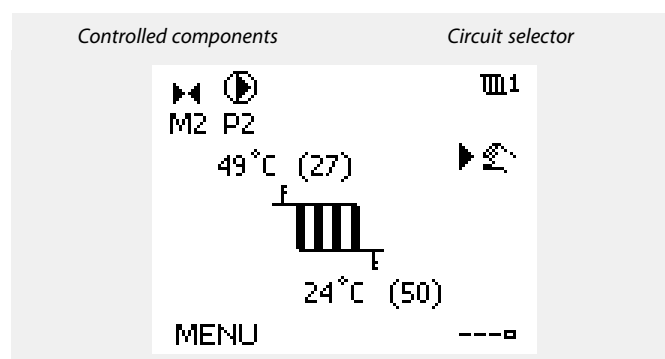 Controlled components Circuit selector
1
M2 P2
49°C (27)
24°C (50)
MENU ---